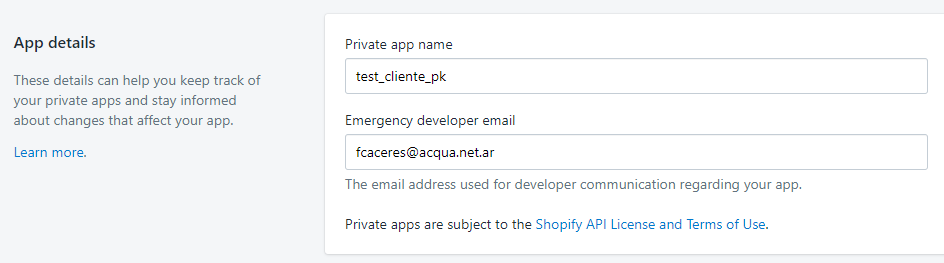 App details
These details can help you keep track of
your private apps and stay informed
about changes that affect your app.
Learn more.
Private app name
test_cliente_pk
Emergency developer email
fcaceres@acqua.net.ar
The email address used for developer communication regarding your app.
Private apps are subject to the Shopify API License and Terms of Use.